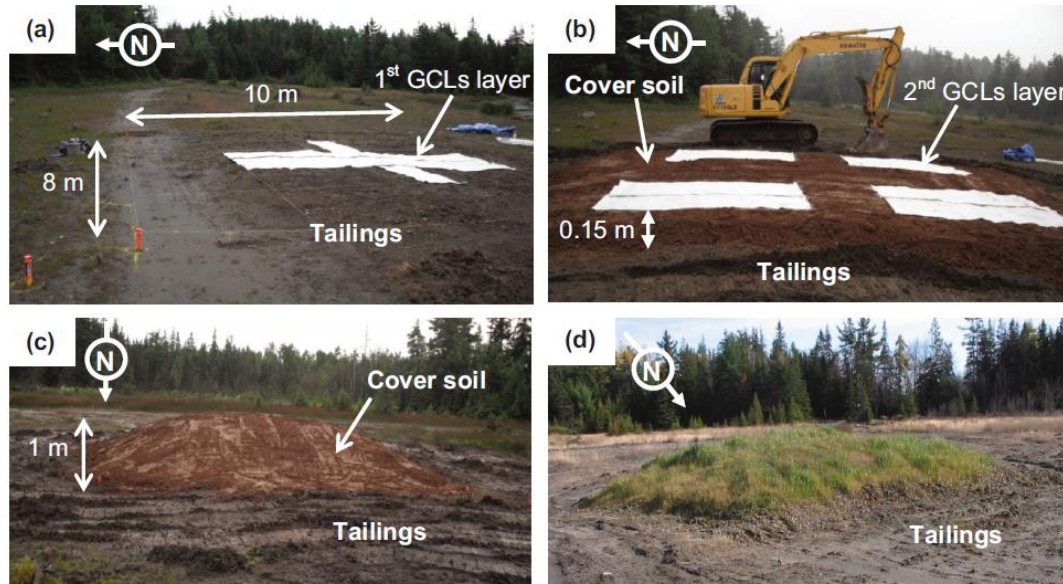 (a)
N
1st GCLs layer
10 m
8 m
Tailings
(b)
N
KOMATSU
Cover soil
2nd GCLs layer
0.15 m
Tailings
(c)
N
Cover soil
1 m
Tailings
(d)
N
Tailings